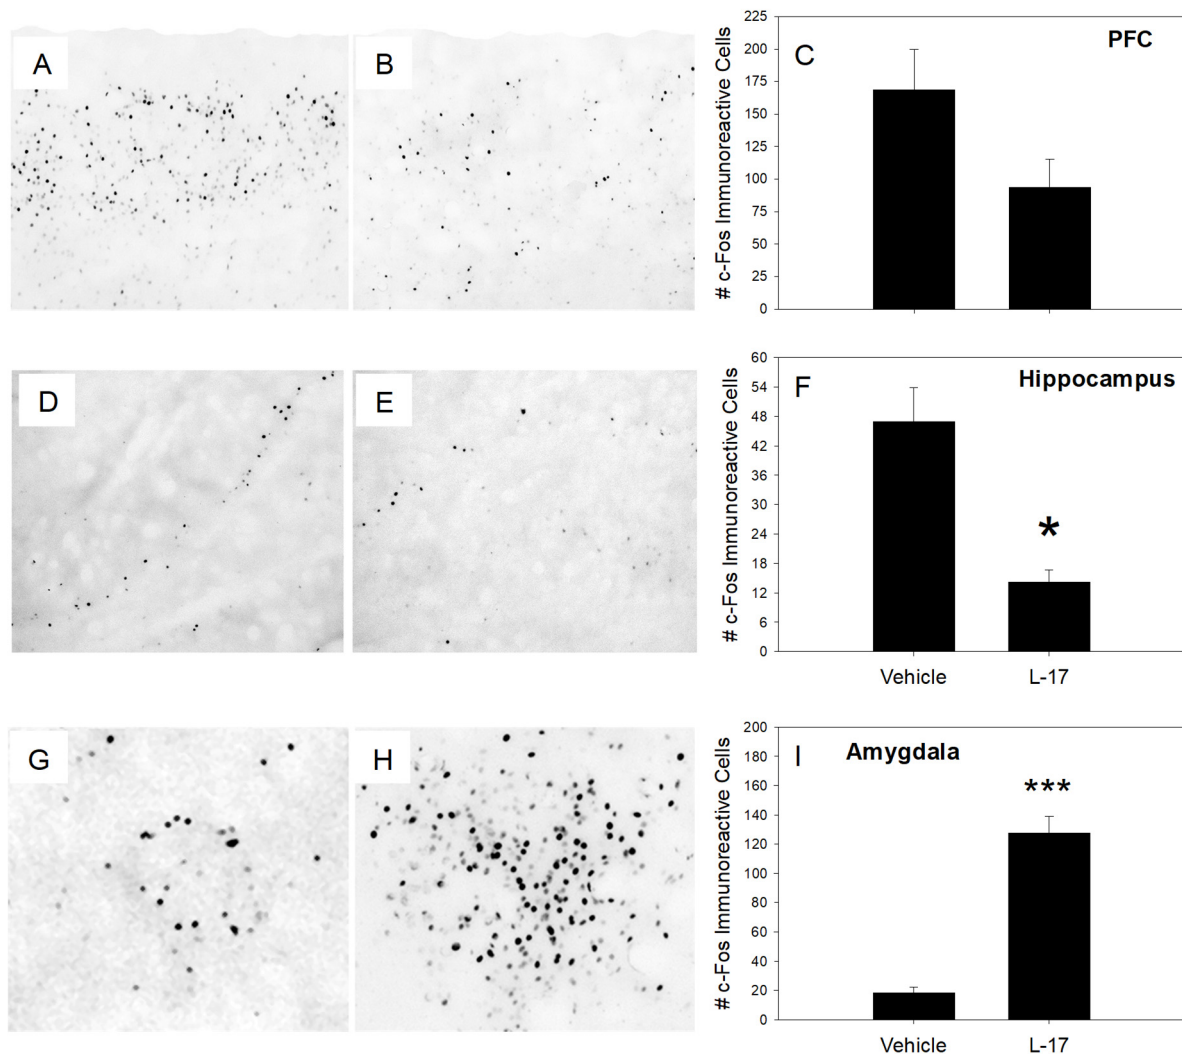 A
B
# c-Fos Immunoreactive Cells
225
200
175
150
125
100
75
50
25
0
C
PFC
D
E
# c-Fos Immunoreactive Cells
60
54
48
42
36
30
24
18
12
6
0
F
Hippocampus
*
Vehicle
L-17
G
H
# c-Fos Immunoreactive Cells
200
180
160
140
120
100
80
60
40
20
0
I
Amygdala
***
Vehicle
L-17